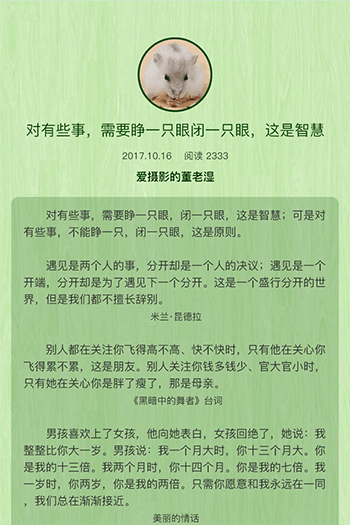 对有些事，需要睁一只眼闭一只眼，这是智慧
2017.10.16 阅读 2333
爱摄影的董老湿
对有些事，需要睁一只眼，闭一只眼，这是智慧；可是对
有些事，不能睁一只，闭一只眼，这是原则。
遇见是两个人的事，分开却是一个人的决议；遇见是一个
开端，分开却是为了遇见下一个分开。这是一个盛行分开的世
界，但是我们都不擅长辞别。
米兰·昆德拉
别人都在关注你飞得高不高、快不快时，只有他在关心你
飞得累不累，这是朋友。别人关注你钱多钱少、官大官小时，
只有她在关心你是胖了瘦了，那是母亲。
《黑暗中的舞者》台词
男孩喜欢上了女孩，他向她表白，女孩回绝了，她说：我
整整比你大一岁。男孩说：我一个月大时，你十三个月大。你
是我的十三倍。我两个月时，你十四个月。你是我的七倍。我
一岁时，你两岁，你是我的两倍。只需你愿意和我永远在一同
，我们总在渐渐接近。
美丽的情话